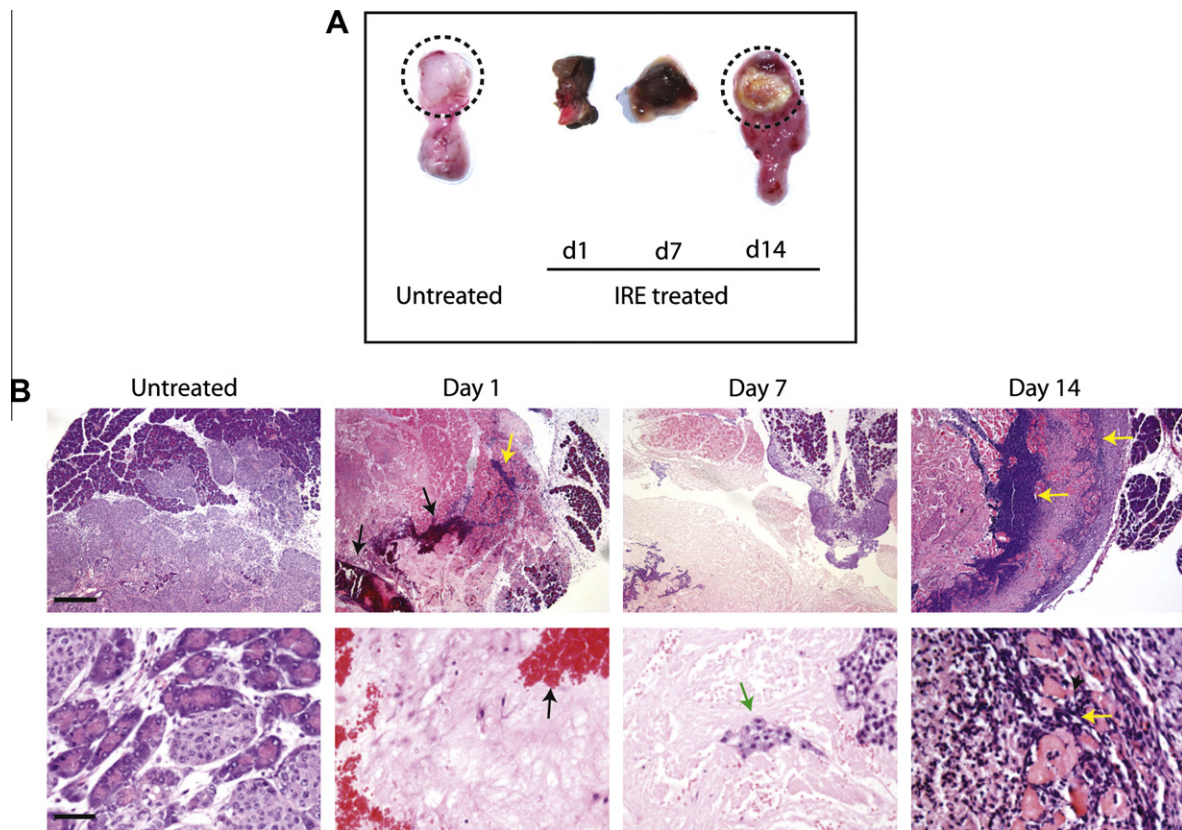 A
d1 d7 d14
Untreated IRE treated
B
Untreated Day 1 Day 7 Day 14